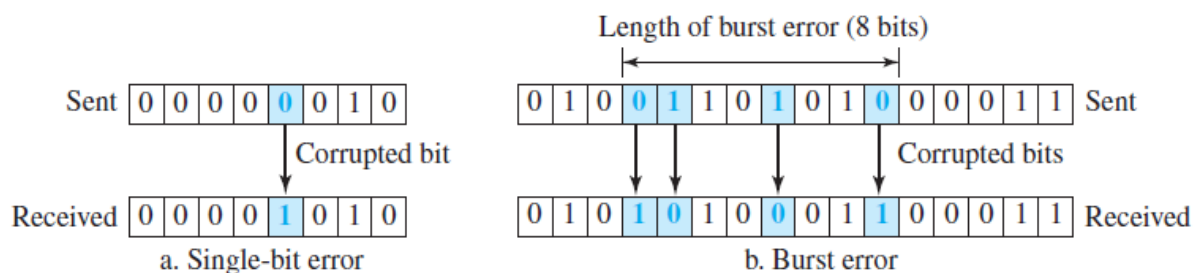 Length of burst error (8 bits)
Sent 0 0 0 0 0 0 1 0
0 1 0 0 1 1 0 1 0 1 0 0 0 0 1 1 Sent
Corrupted bit
Corrupted bits
Received 0 0 0 0 1 0 1 0
0 1 0 1 0 1 0 0 0 1 1 0 0 0 1 1 Received
a. Single-bit error
b. Burst error